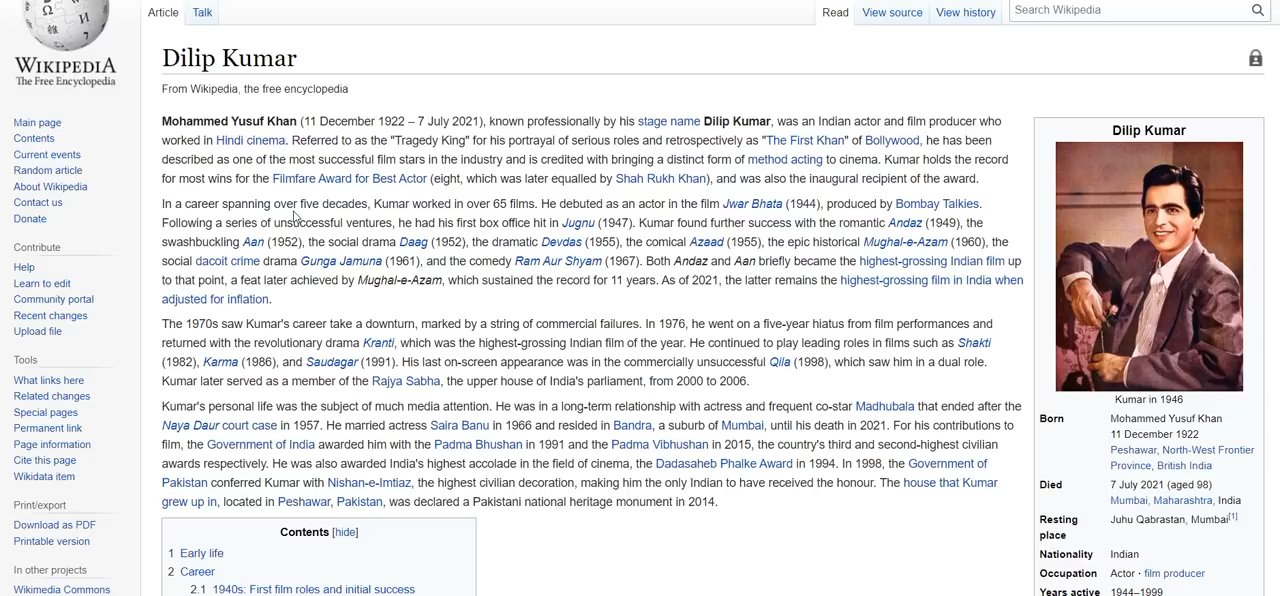 Article Talk Read View source View history Search Wikipedia
WIKIPEDIA
The Free Encyclopedia
Main page
Contents
Current events
Random article
About Wikipedia
Contact us
Donate
Contribute
Help
Learn to edit
Community portal
Recent changes
Upload file
Tools
What links here
Related changes
Special pages
Permanent link
Page information
Cite this page
Wikidata item
Print/export
Download as PDF
Printable version
In other projects
Wikimedia Commons
Dilip Kumar
From Wikipedia, the free encyclopedia
Mohammed Yusuf Khan (11 December 1922 – 7 July 2021), known professionally by his stage name Dilip Kumar, was an Indian actor and film producer who
worked in Hindi cinema. Referred to as the "Tragedy King" for his portrayal of serious roles and retrospectively as "The First Khan" of Bollywood, he has been
described as one of the most successful film stars in the industry and is credited with bringing a distinct form of method acting to cinema. Kumar holds the record
for most wins for the Filmfare Award for Best Actor (eight, which was later equalled by Shah Rukh Khan), and was also the inaugural recipient of the award.
In a career spanning over five decades, Kumar worked in over 65 films. He debuted as an actor in the film Jwar Bhata (1944), produced by Bombay Talkies.
Following a series of unsuccessful ventures, he had his first box office hit in Jugnu (1947). Kumar found further success with the romantic Andaz (1949), the
swashbuckling Aan (1952), the social drama Daag (1952), the dramatic Devdas (1955), the comical Azaad (1955), the epic historical Mughal-e-Azam (1960), the
social dacoit crime drama Gunga Jamuna (1961), and the comedy Ram Aur Shyam (1967). Both Andaz and Aan briefly became the highest-grossing Indian film up
to that point, a feat later achieved by Mughal-e-Azam, which sustained the record for 11 years. As of 2021, the latter remains the highest-grossing film in India when
adjusted for inflation.
The 1970s saw Kumar's career take a downturn, marked by a string of commercial failures. In 1976, he went on a five-year hiatus from film performances and
returned with the revolutionary drama Kranti, which was the highest-grossing Indian film of the year. He continued to play leading roles in films such as Shakti
(1982), Karma (1986), and Saudagar (1991). His last on-screen appearance was in the commercially unsuccessful Qila (1998), which saw him in a dual role.
Kumar later served as a member of the Rajya Sabha, the upper house of India's parliament, from 2000 to 2006.
Kumar's personal life was the subject of much media attention. He was in a long-term relationship with actress and frequent co-star Madhubala that ended after the
Naya Daur court case in 1957. He married actress Saira Banu in 1966 and resided in Bandra, a suburb of Mumbai, until his death in 2021. For his contributions to
film, the Government of India awarded him with the Padma Bhushan in 1991 and the Padma Vibhushan in 2015, the country's third and second-highest civilian
awards respectively. He was also awarded India's highest accolade in the field of cinema, the Dadasaheb Phalke Award in 1994. In 1998, the Government of
Pakistan conferred Kumar with Nishan-e-Imtiaz, the highest civilian decoration, making him the only Indian to have received the honour. The house that Kumar
grew up in, located in Peshawar, Pakistan, was declared a Pakistani national heritage monument in 2014.
Contents [hide]
1 Early life
2 Career
2.1 1940s: First film roles and initial success
Dilip Kumar
Kumar in 1946
Born Mohammed Yusuf Khan
11 December 1922
Peshawar, North-West Frontier
Province, British India
Died 7 July 2021 (aged 98)
Mumbai, Maharashtra, India
Resting place Juhu Qabrastan, Mumbai[1]
Nationality Indian
Occupation Actor · film producer
Years active 1944–1999